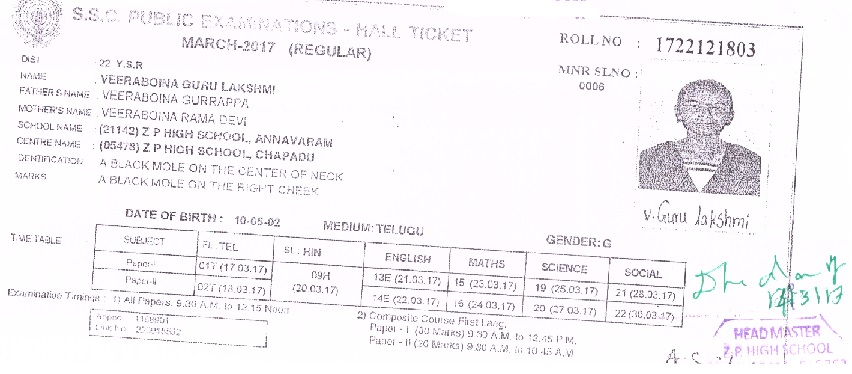 S.S.C. PUBLIC EXAMINATIONS - HALL TICKET
MARCH-2017 (REGULAR)
ROLL NO : 1722121803
MNR SLNO :
0006
DIST : 22 Y.S.R
NAME : VEERABOINA GURU LAKSHMI
FATHER'S NAME : VEERABOINA GURRAPPA
MOTHER'S NAME : VEERABOINA RAMA DEVI
SCHOOL NAME : (21142) Z P HIGH SCHOOL, ANNAVARAM
CENTRE NAME : (05478) Z P HIGH SCHOOL, CHAPADU
IDENTIFICATION A BLACK MOLE ON THE CENTER OF NECK
MARKS A BLACK MOLE ON THE RIGHT CHEEK
V. Guru lakshmi
DATE OF BIRTH : 10-05-02 MEDIUM: TELUGU GENDER: G
TIME TABLE
SUBJECT FL.TEL SL. HIN ENGLISH MATHS SCIENCE SOCIAL
Paper-I 01T (17.03.17) 09H (20.03.17) 13E (21.03.17) 15 (23.03.17) 19 (25.03.17) 21 (28.03.17)
Paper-II 02T (18.03.17) 14E (22.03.17) 16 (24.03.17) 20 (27.03.17) 22 (30.03.17)
Examination Timings : 1) All Papers: 9.30 A.M. to 12.15 Noon
2) Composite Course First Lang.
Paper - I (80 Marks) 9.30 A.M. to 12.45 P.M.
Paper - II (20 Marks) 9.30 A.M. to 10.45 A.M
HEAD MASTER
Z.P. HIGH SCHOOL